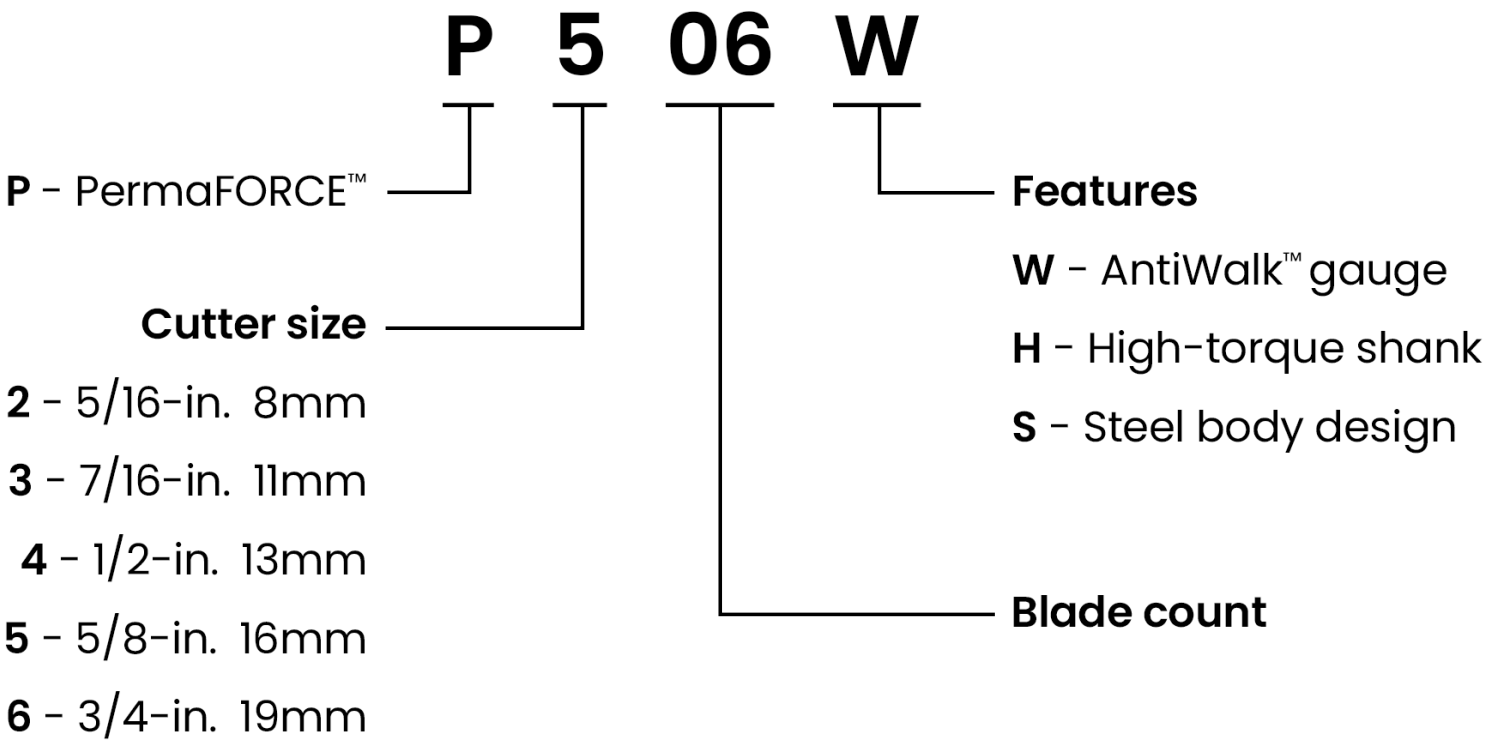 P 5 06 W
P - PermaFORCE™
Cutter size
2 - 5/16-in. 8mm
3 - 7/16-in. 11mm
4 - 1/2-in. 13mm
5 - 5/8-in. 16mm
6 - 3/4-in. 19mm
Features
W - AntiWalk™ gauge
H - High-torque shank
S - Steel body design
Blade count